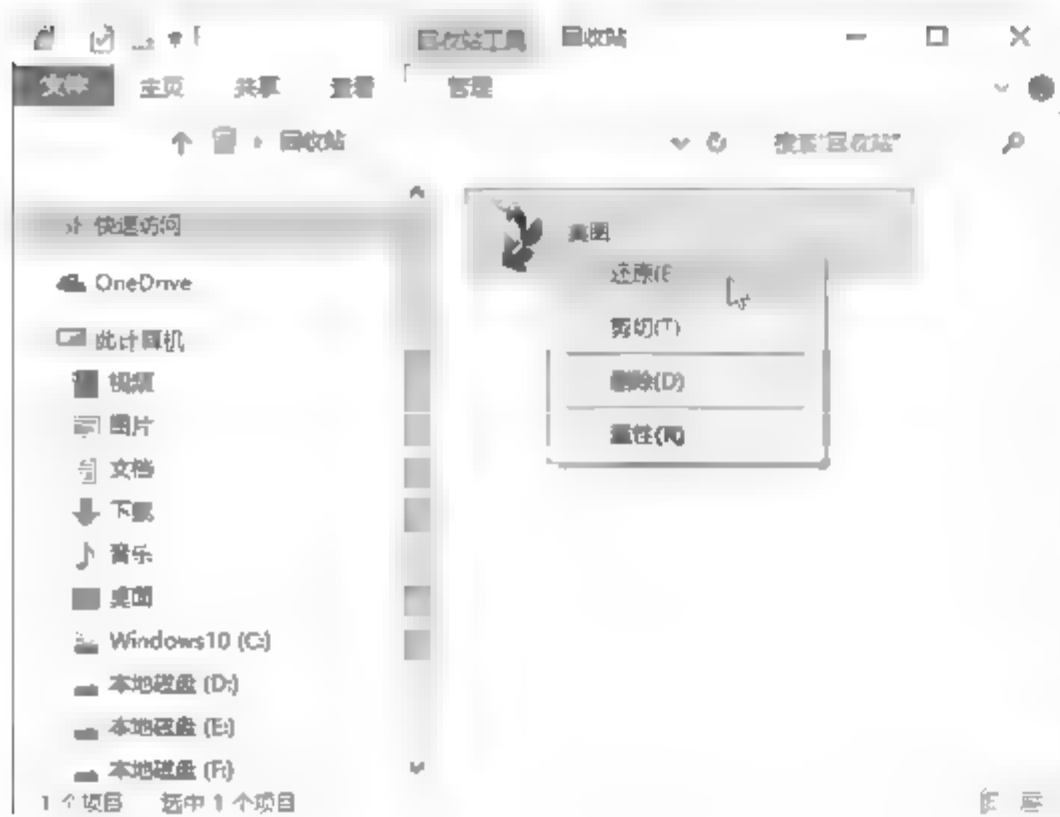 回收站工具 回收站
文件 主页 共享 查看 管理
回收站 搜索"回收站"
快速访问
OneDrive
此计算机
视频
图片
文档
下载
音乐
桌面
Windows10 (C:)
本地磁盘 (D:)
本地磁盘 (E:)
本地磁盘 (F:)
美图
还原(E
剪切(T)
删除(D)
属性(R)
1 个项目 选中 1 个项目